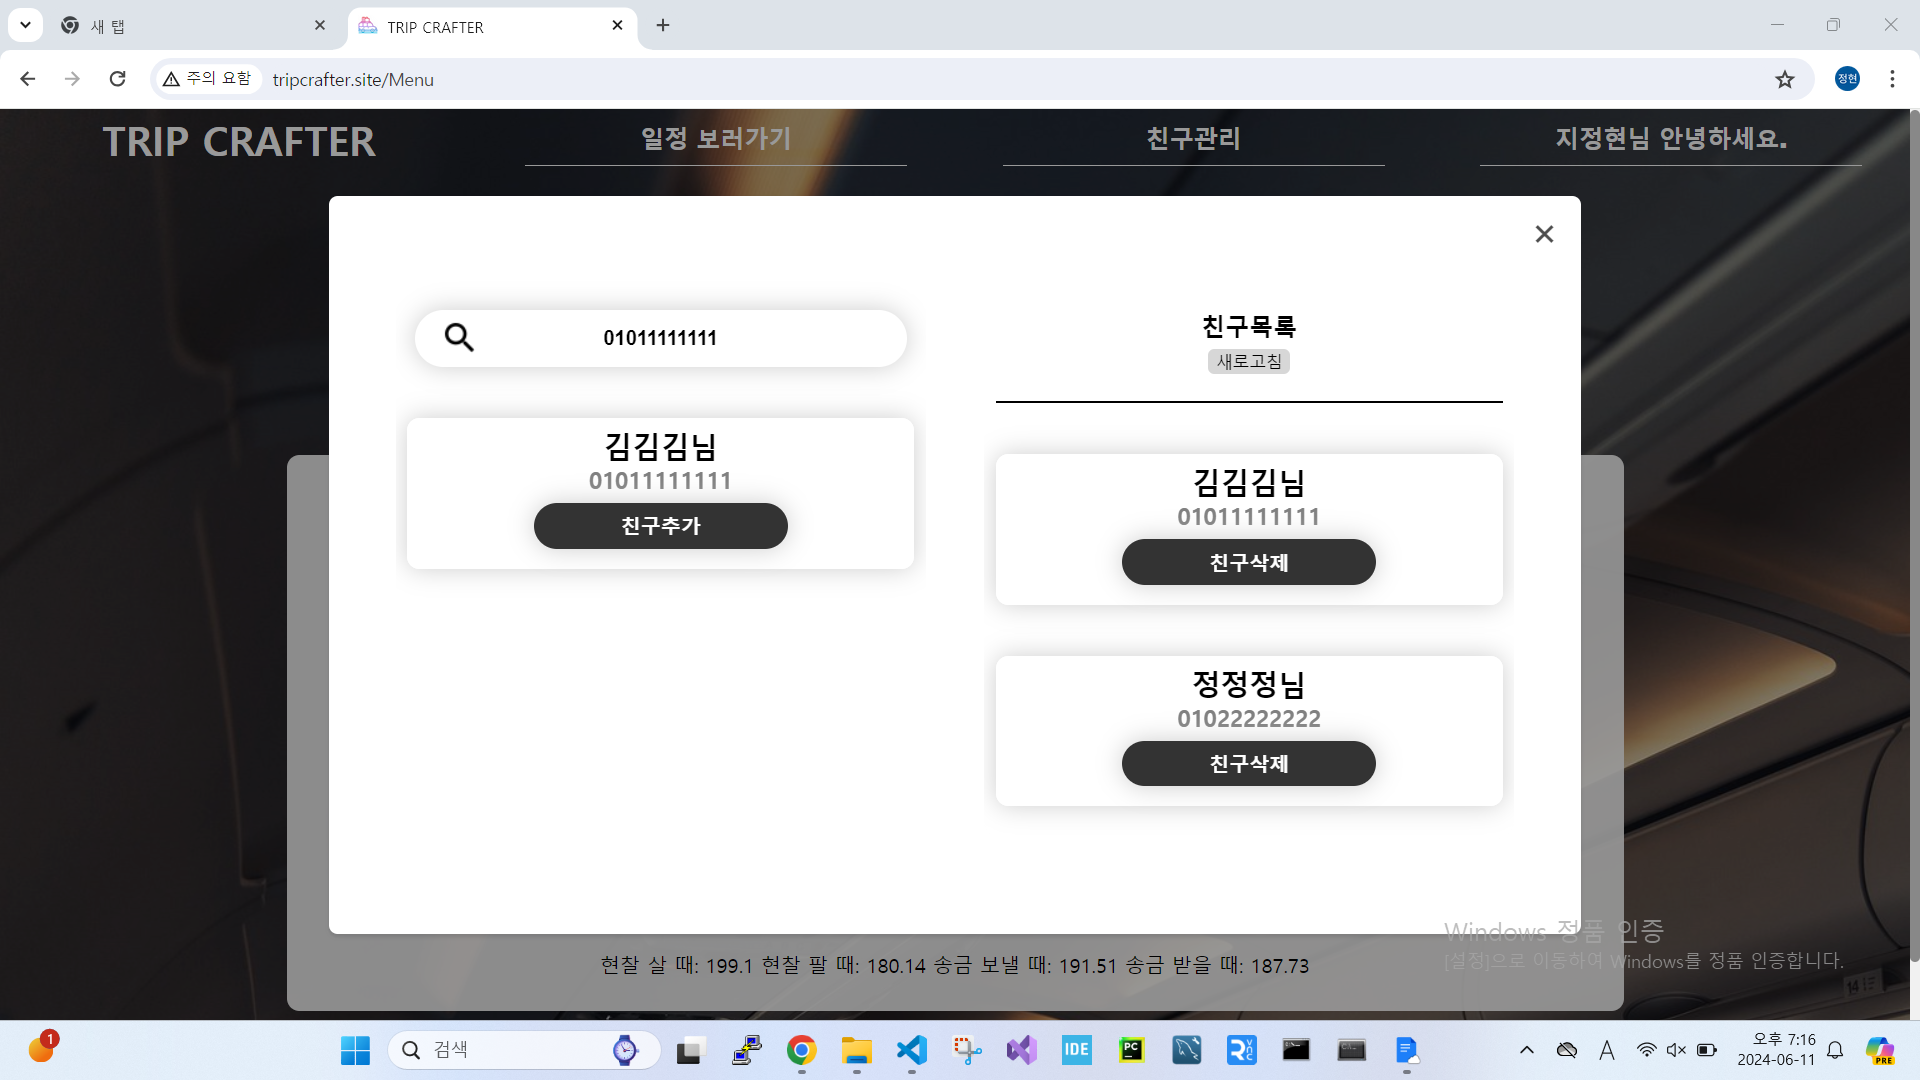 새 탭
TRIP CRAFTER
주의 요함
tripcrafter.site/Menu
정현
TRIP CRAFTER
일정 보러가기
친구관리
지정현님 안녕하세요.
01011111111
친구목록
새로고침
김김김님
01011111111
친구추가
김김김님
01011111111
친구삭제
정정정님
01022222222
친구삭제
현찰 살 때: 199.1 현찰 팔 때: 180.14 송금 보낼 때: 191.51 송금 받을 때: 187.73
Windows 정품 인증
[설정]으로 이동하여 Windows를 정품 인증합니다.
14
1
검색
IDE
PC
A
오후 7:16
2024-06-11
PRE